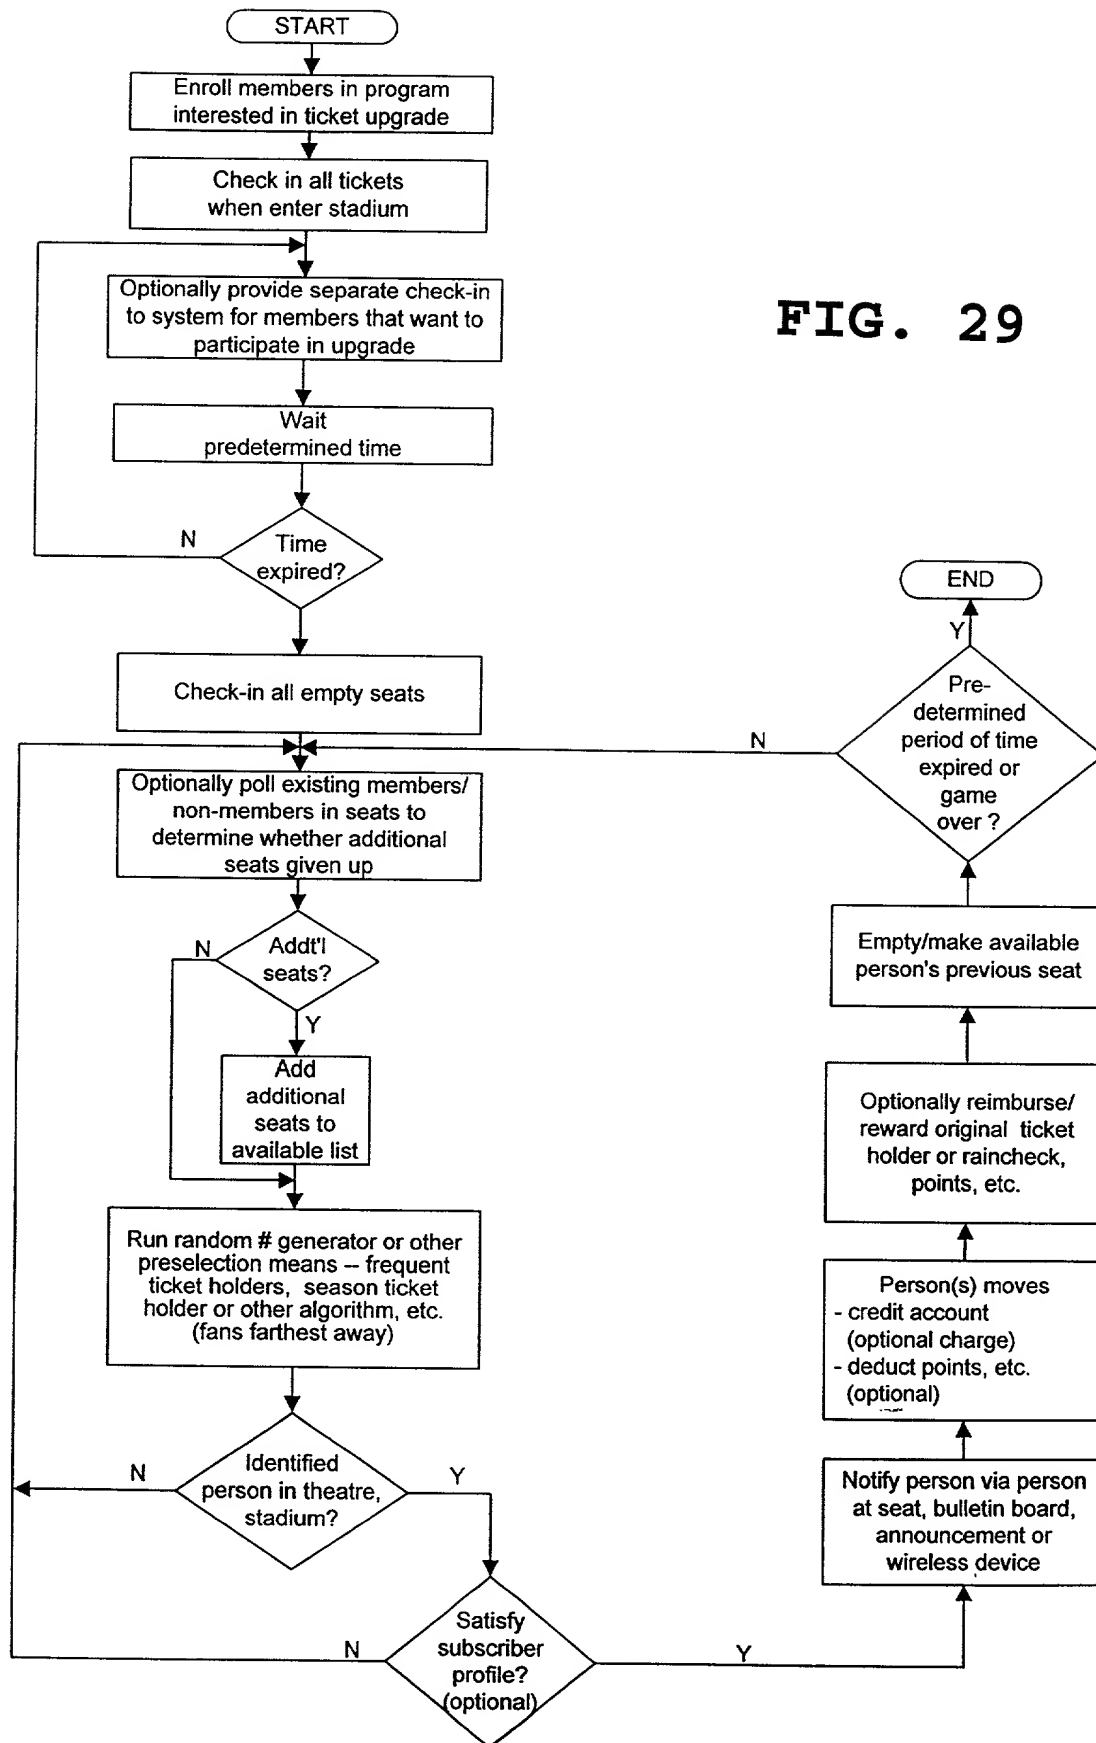 START
Enroll members in program
interested in ticket upgrade
Check in all tickets
when enter stadium
Optionally provide separate check-in
to system for members that want to
participate in upgrade
FIG. 29
Wait
predetermined time
N
Time
expired?
Check-in all empty seats
Optionally poll existing members/
non-members in seats to
determine whether additional
seats given up
N
Addt'l
seats?
Y
Add
additional
seats to
available list
Run random # generator or other
preselection means -- frequent
ticket holders, season ticket
holder or other algorithm, etc.
(fans farthest away)
N
Identified
person in theatre,
stadium?
Y
N
Satisfy
subscriber
profile?
(optional)
Y
Notify person via person
at seat, bulletin board,
announcement or
wireless device
Person(s) moves
- credit account
(optional charge)
- deduct points, etc.
(optional)
Optionally reimburse/
reward original ticket
holder or raincheck,
points, etc.
Empty/make available
person's previous seat
N
Pre-
determined
period of time
expired or
game
over ?
Y
END